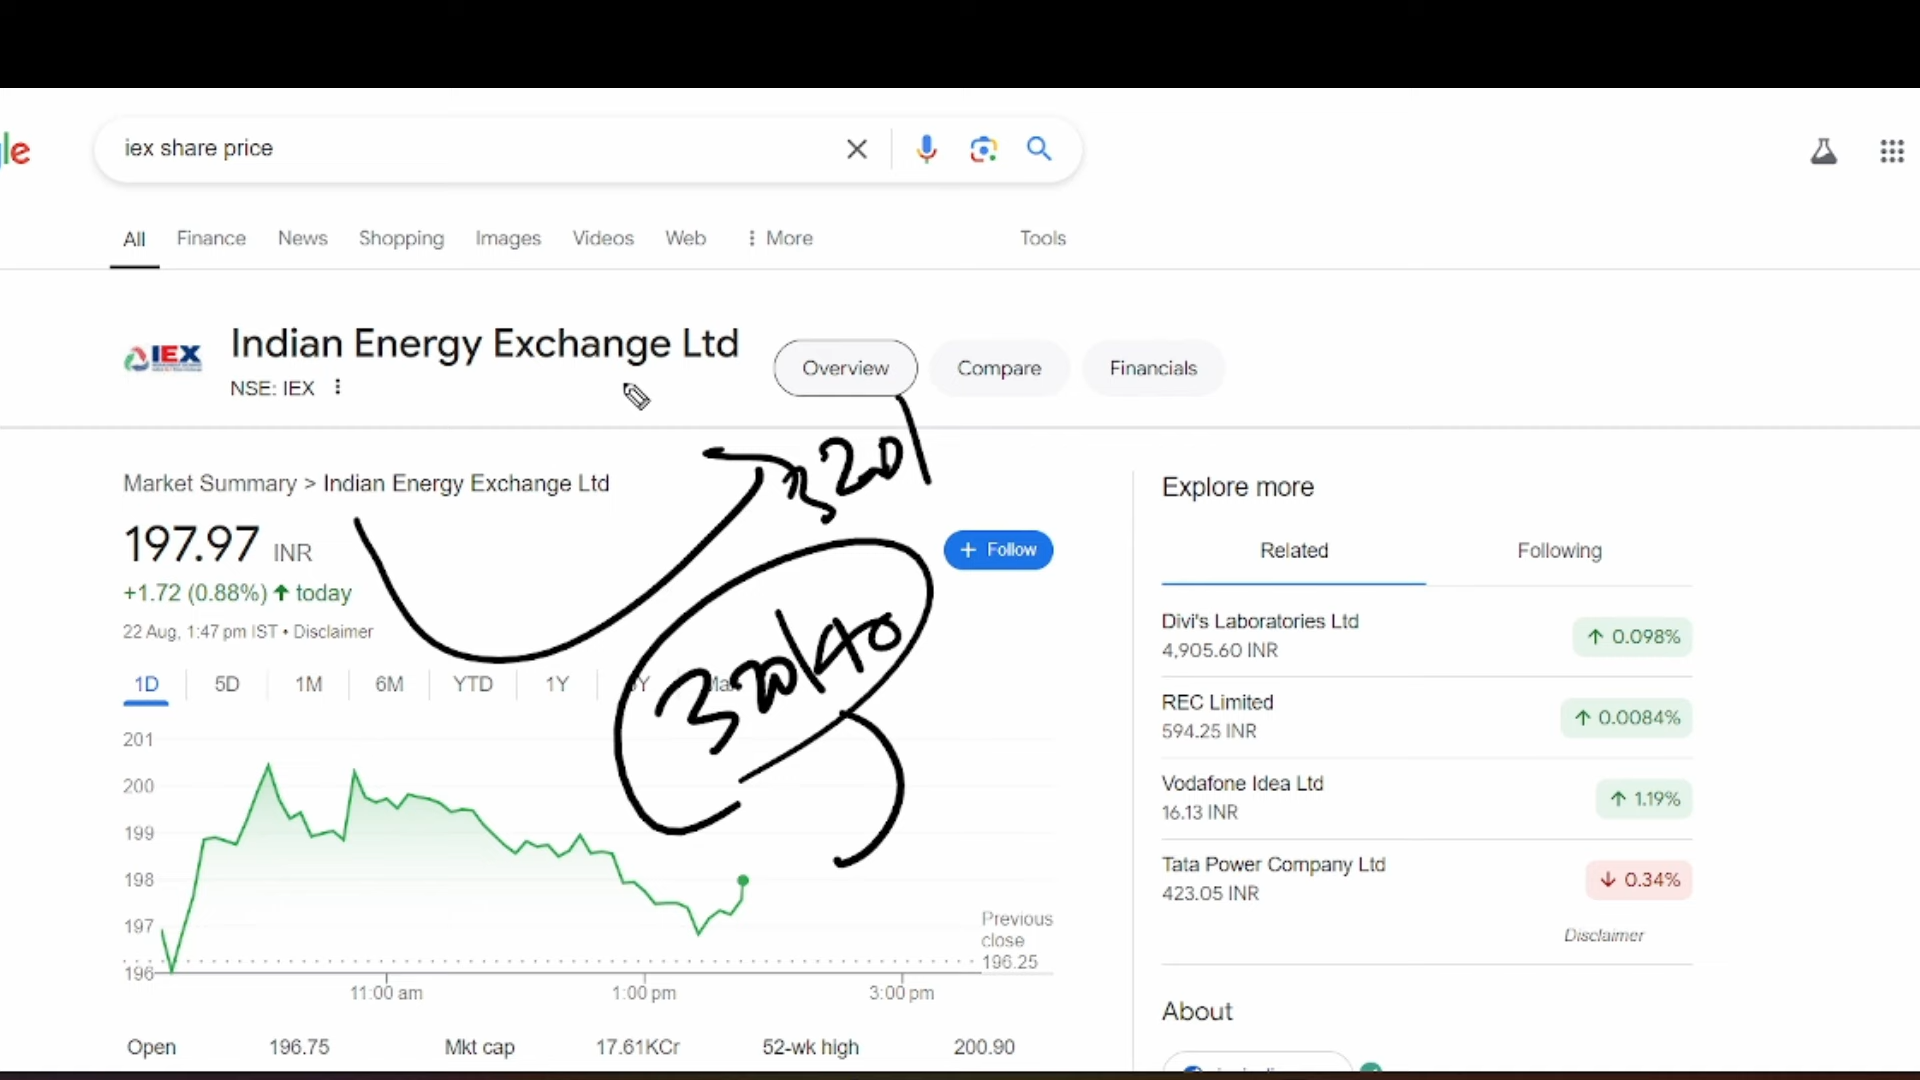 le
iex share price
All Finance News Shopping Images Videos Web More Tools
IEX
Indian Energy Exchange Ltd
NSE: IEX
Overview Compare Financials
201
Market Summary > Indian Energy Exchange Ltd
197.97 INR
+1.72 (0.88%) ↑ today
22 Aug, 1:47 pm IST • Disclaimer
+ Follow
1D 5D 1M 6M YTD 1Y Y
320/40
201
200
199
198
197
196
Previous
close
196.25
11:00 am 1:00 pm 3:00 pm
Open 196.75 Mkt cap 17.61KCr 52-wk high 200.90
Explore more
Related Following
Divi's Laboratories Ltd
4,905.60 INR
↑ 0.098%
REC Limited
594.25 INR
↑ 0.0084%
Vodafone Idea Ltd
16.13 INR
↑ 1.19%
Tata Power Company Ltd
423.05 INR
↓ 0.34%
Disclaimer
About